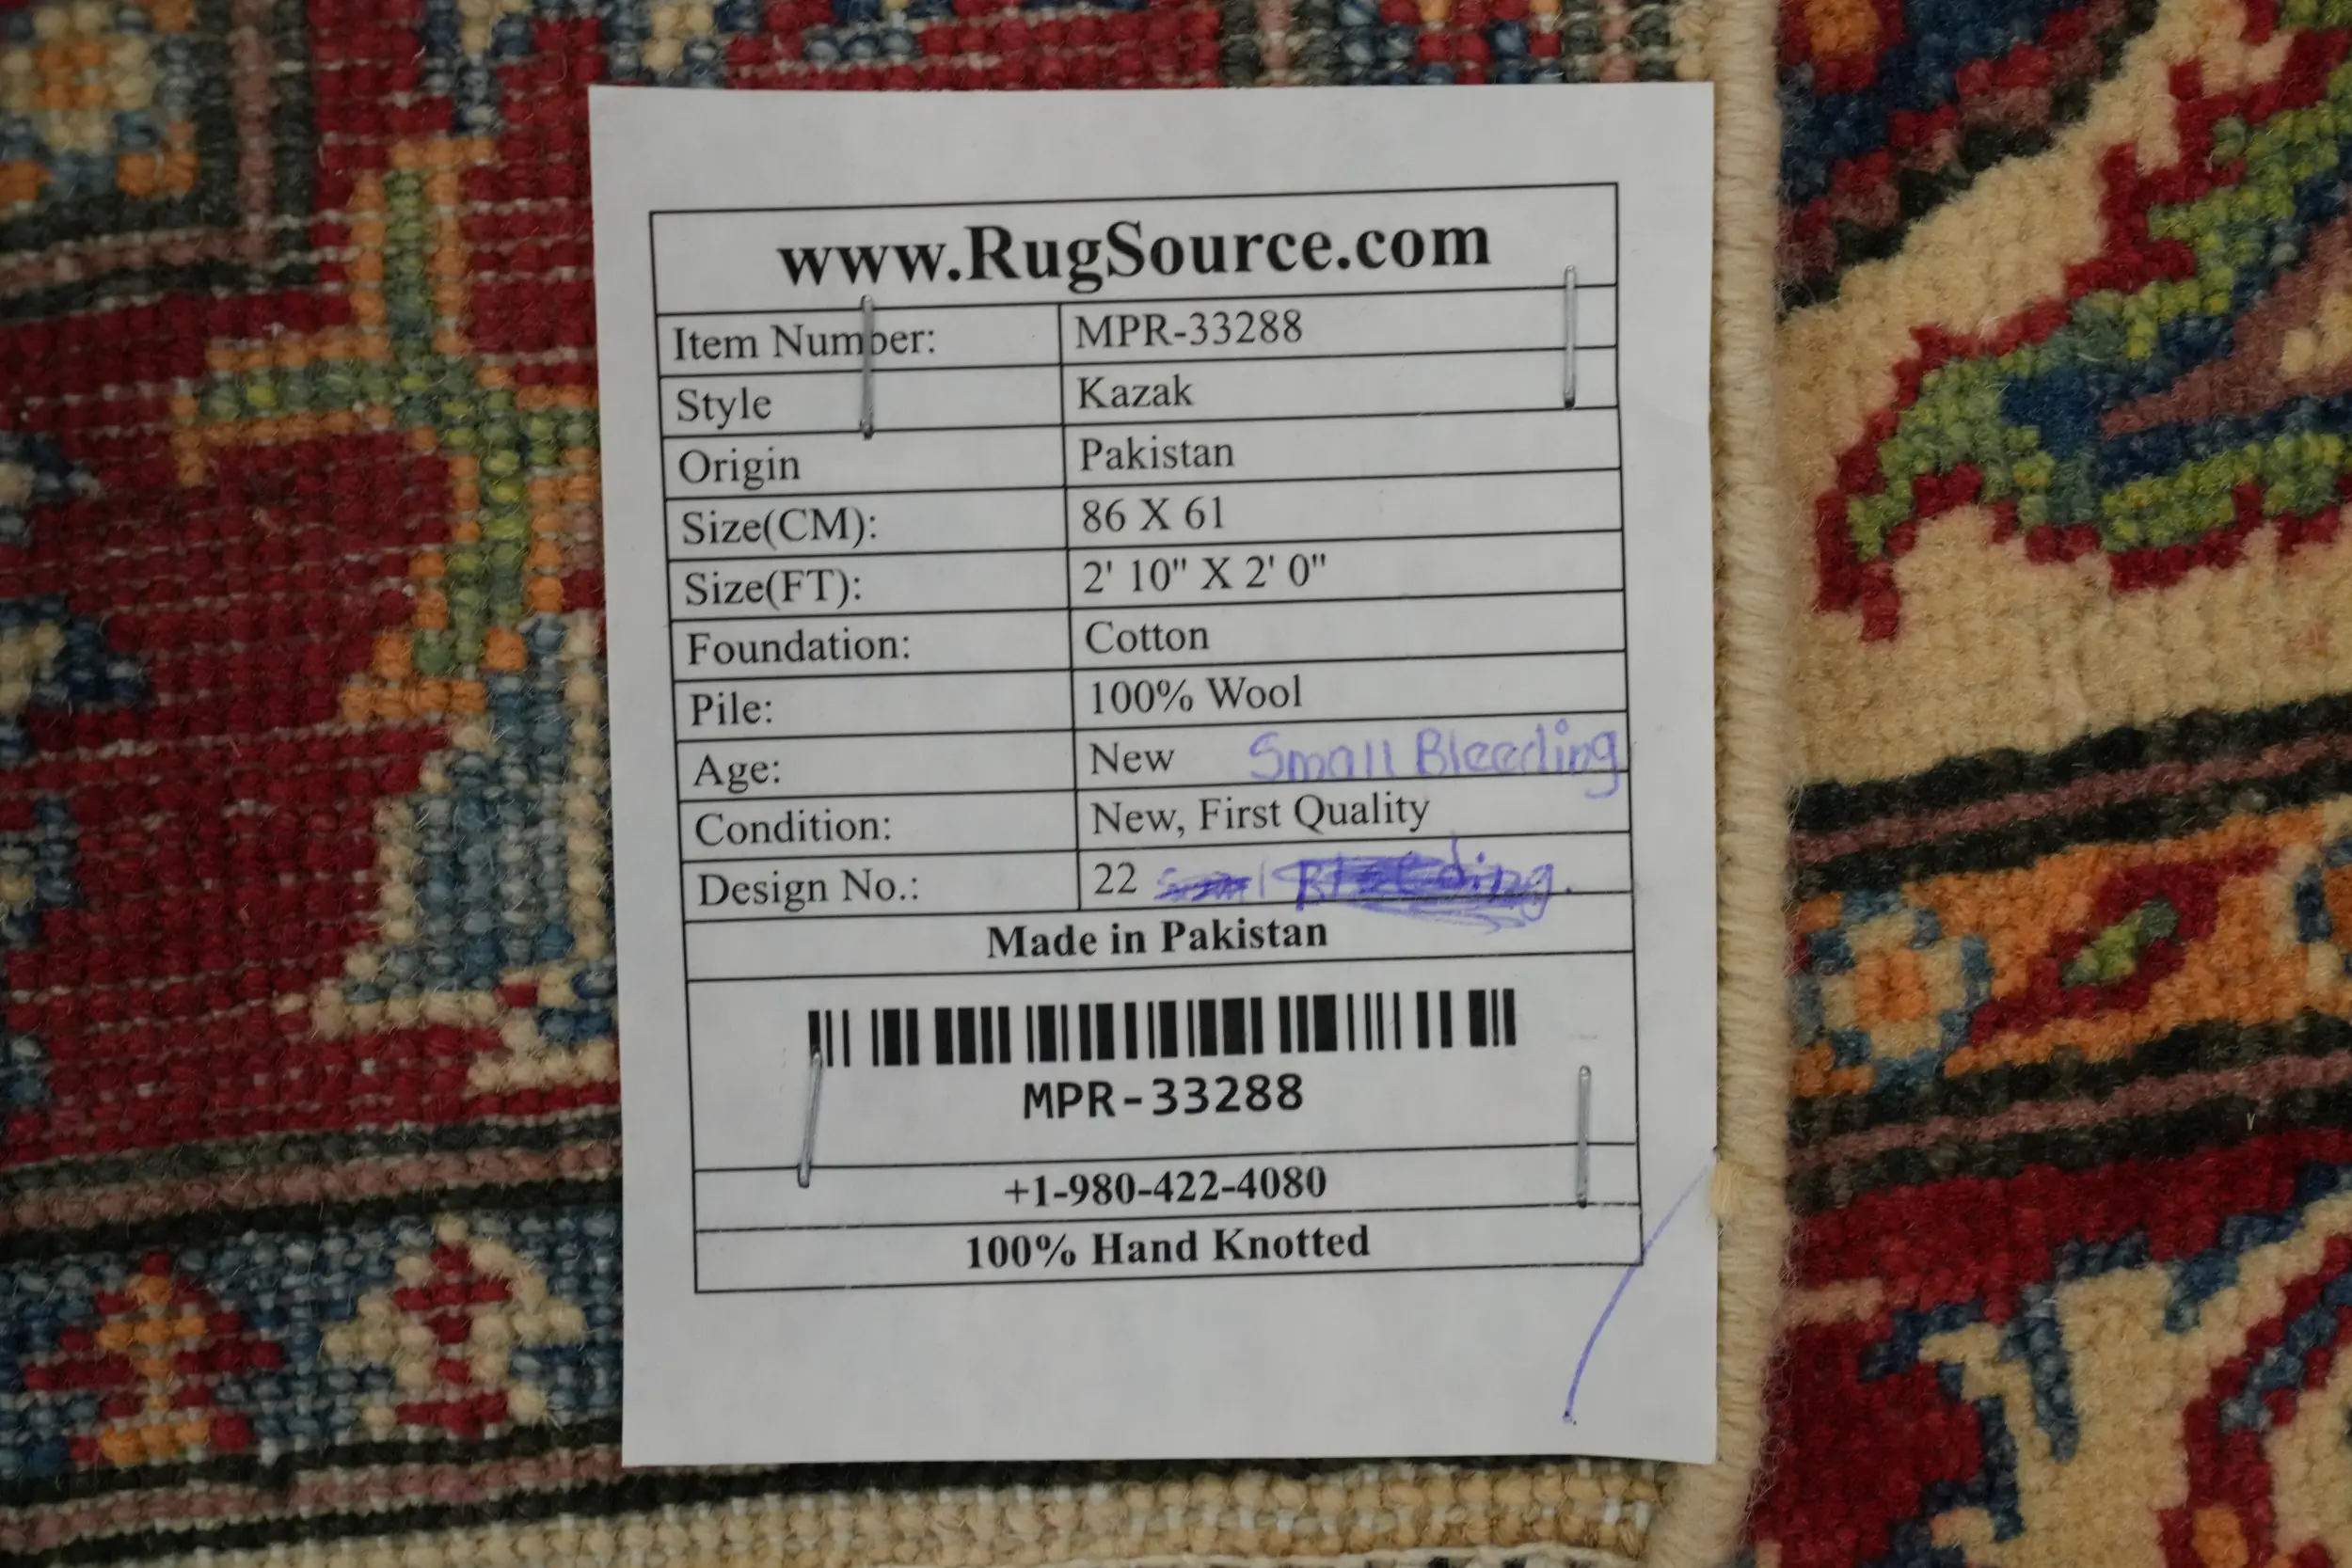 www.RugSource.com
Item Number: MPR-33288
Style Kazak
Origin Pakistan
Size(CM): 86 X 61
Size(FT): 2' 10" X 2' 0"
Foundation: Cotton
Pile: 100% Wool
Age: New Small Bleeding
Condition: New, First Quality
Design No.: 22 Small Bleeding.
Made in Pakistan
MPR-33288
+1-980-422-4080
100% Hand Knotted